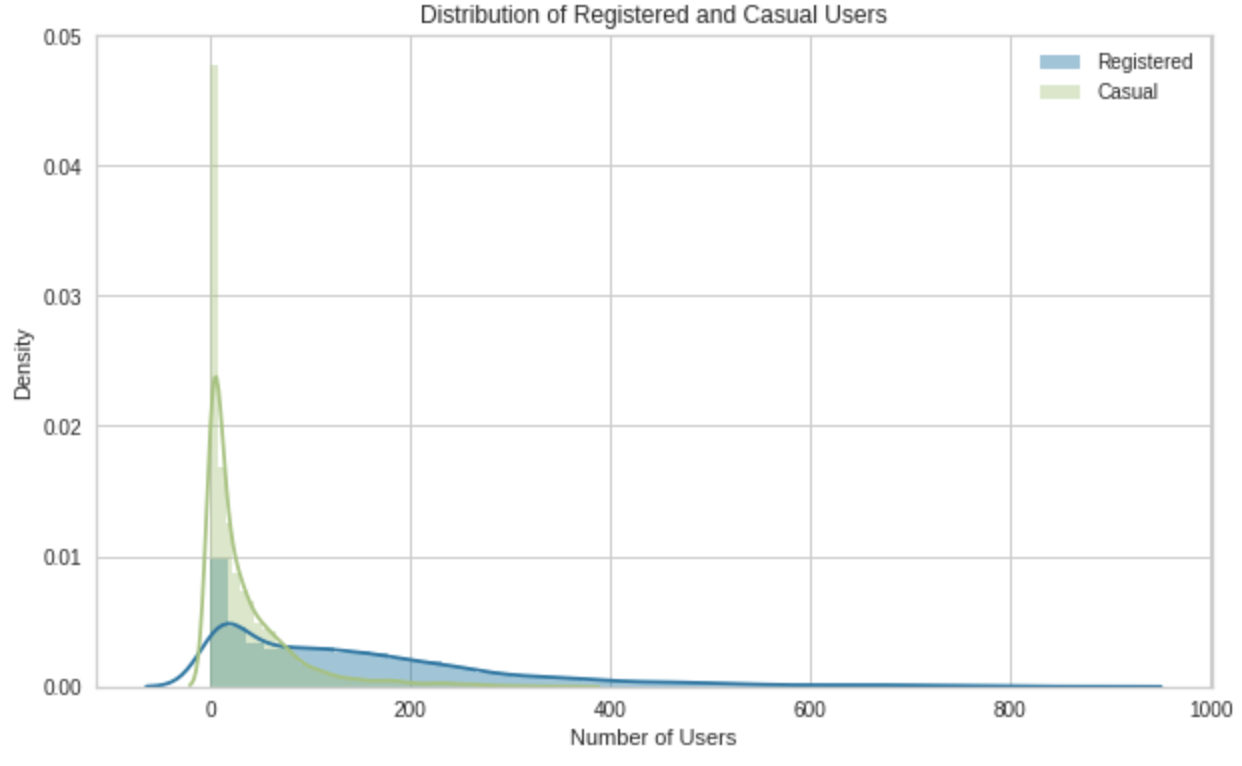 Distribution of Registered and Casual Users
Registered
Casual
0.05
0.04
0.03
0.02
0.01
0.00
Density
0 200 400 600 800 1000
Number of Users